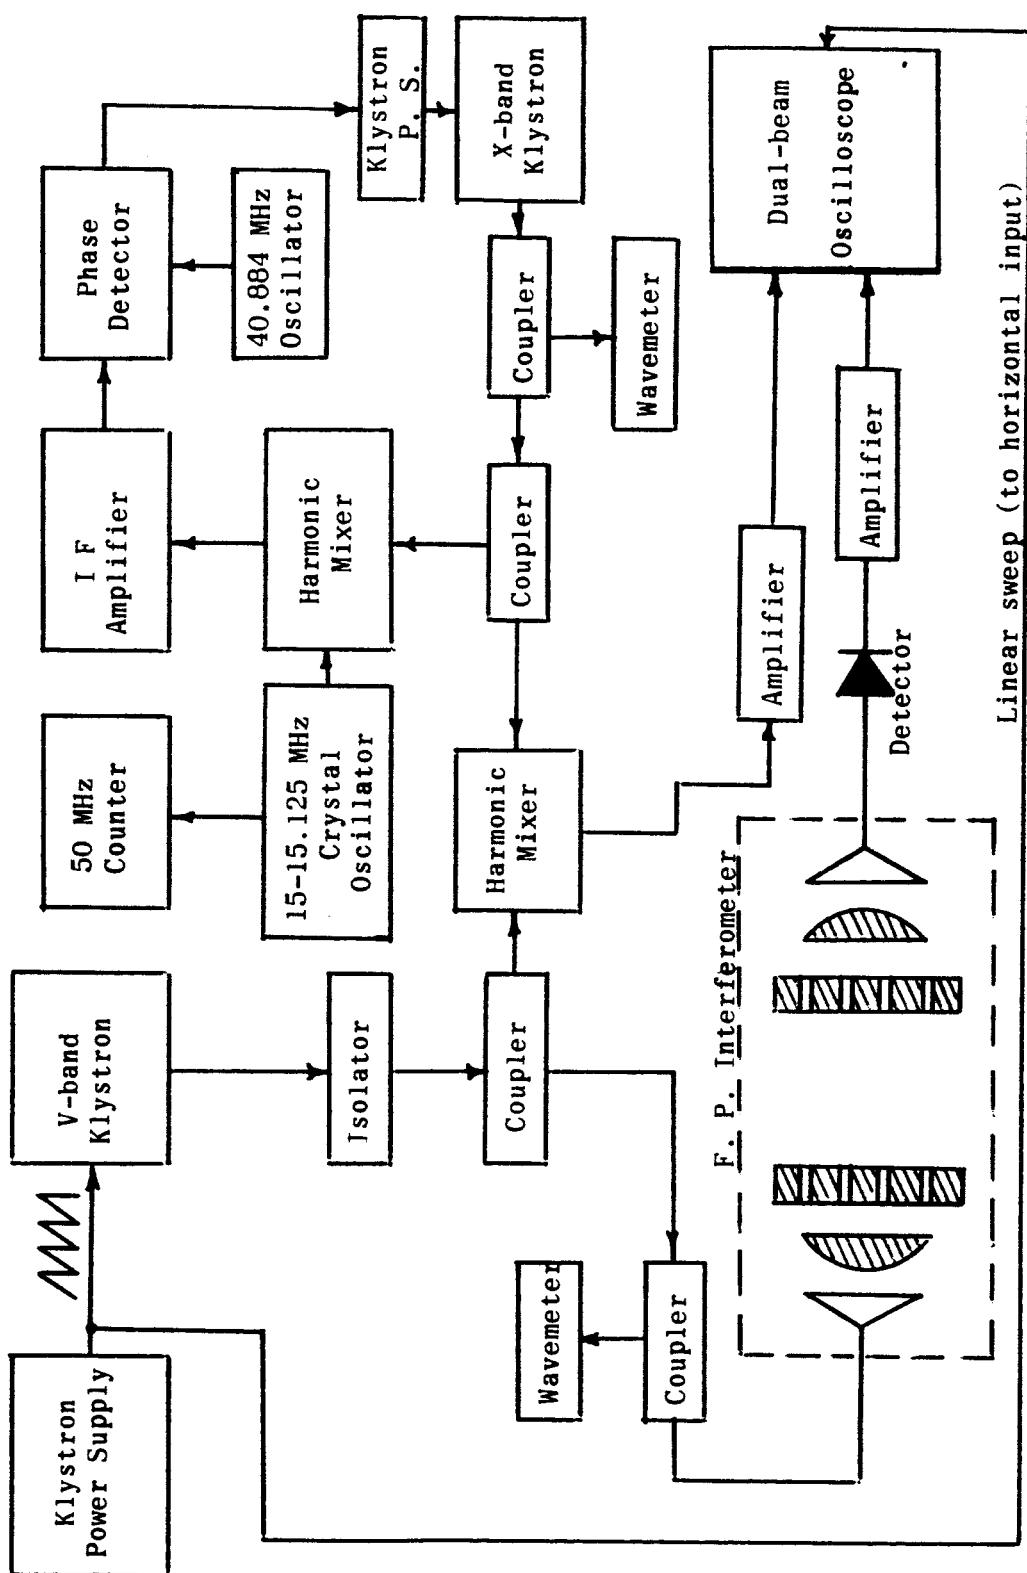 Klystron
Power Supply
V-band
Klystron
50 MHz
Counter
I F
Amplifier
Phase
Detector
Isolator
15-15.125 MHz
Crystal
Oscillator
Harmonic
Mixer
40.884 MHz
Oscillator
Klystron
P. S.
Wavemeter
Coupler
Harmonic
Mixer
Coupler
Coupler
X-band
Klystron
Coupler
Wavemeter
F. P. Interferometer
Amplifier
Detector
Amplifier
Dual-beam
Oscilloscope
Linear sweep (to horizontal input)